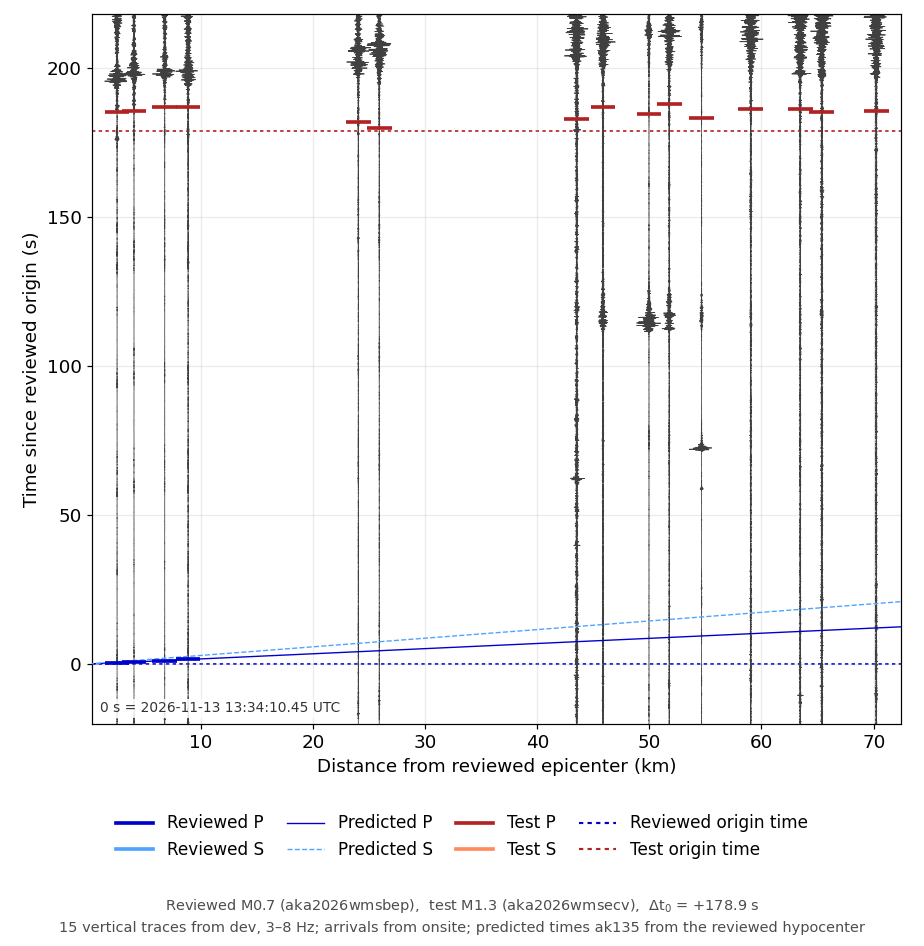 200
150
100
50
0
Time since reviewed origin (s)
0 s = 2026-11-13 13:34:10.45 UTC
10 20 30 40 50 60 70
Distance from reviewed epicenter (km)
Reviewed P Predicted P Test P Reviewed origin time
Reviewed S Predicted S Test S Test origin time
Reviewed M0.7 (aka2026wmsbep), test M1.3 (aka2026wmsecv), Δt₀ = +178.9 s
15 vertical traces from dev, 3–8 Hz; arrivals from onsite; predicted times ak135 from the reviewed hypocenter